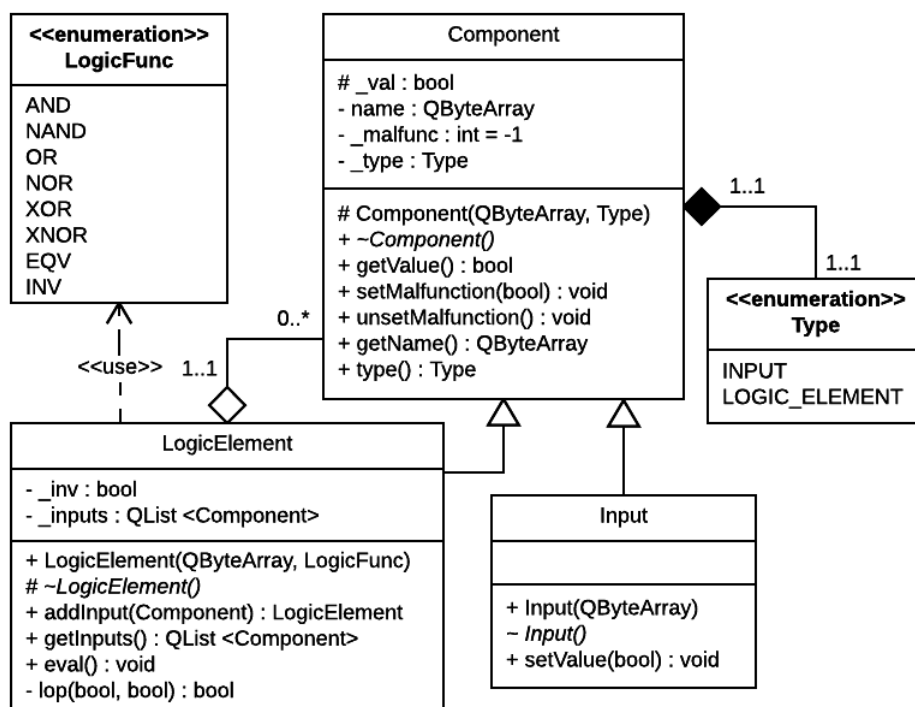 <<enumeration>>
LogicFunc
AND
NAND
OR
NOR
XOR
XNOR
EQV
INV
Component
# _val : bool
- name : QByteArray
- _malfunc : int = -1
- _type : Type
# Component(QByteArray, Type)
+ ~Component()
+ getValue() : bool
+ setMalfunction(bool) : void
+ unsetMalfunction() : void
+ getName() : QByteArray
+ type() : Type
1..1
1..1
<<enumeration>>
Type
INPUT
LOGIC_ELEMENT
0..*
1..1
<<use>>
LogicElement
- _inv : bool
- _inputs : QList <Component>
+ LogicElement(QByteArray, LogicFunc)
# ~LogicElement()
+ addInput(Component) : LogicElement
+ getInputs() : QList <Component>
+ eval() : void
- lop(bool, bool) : bool
Input
+ Input(QByteArray)
~ Input()
+ setValue(bool) : void